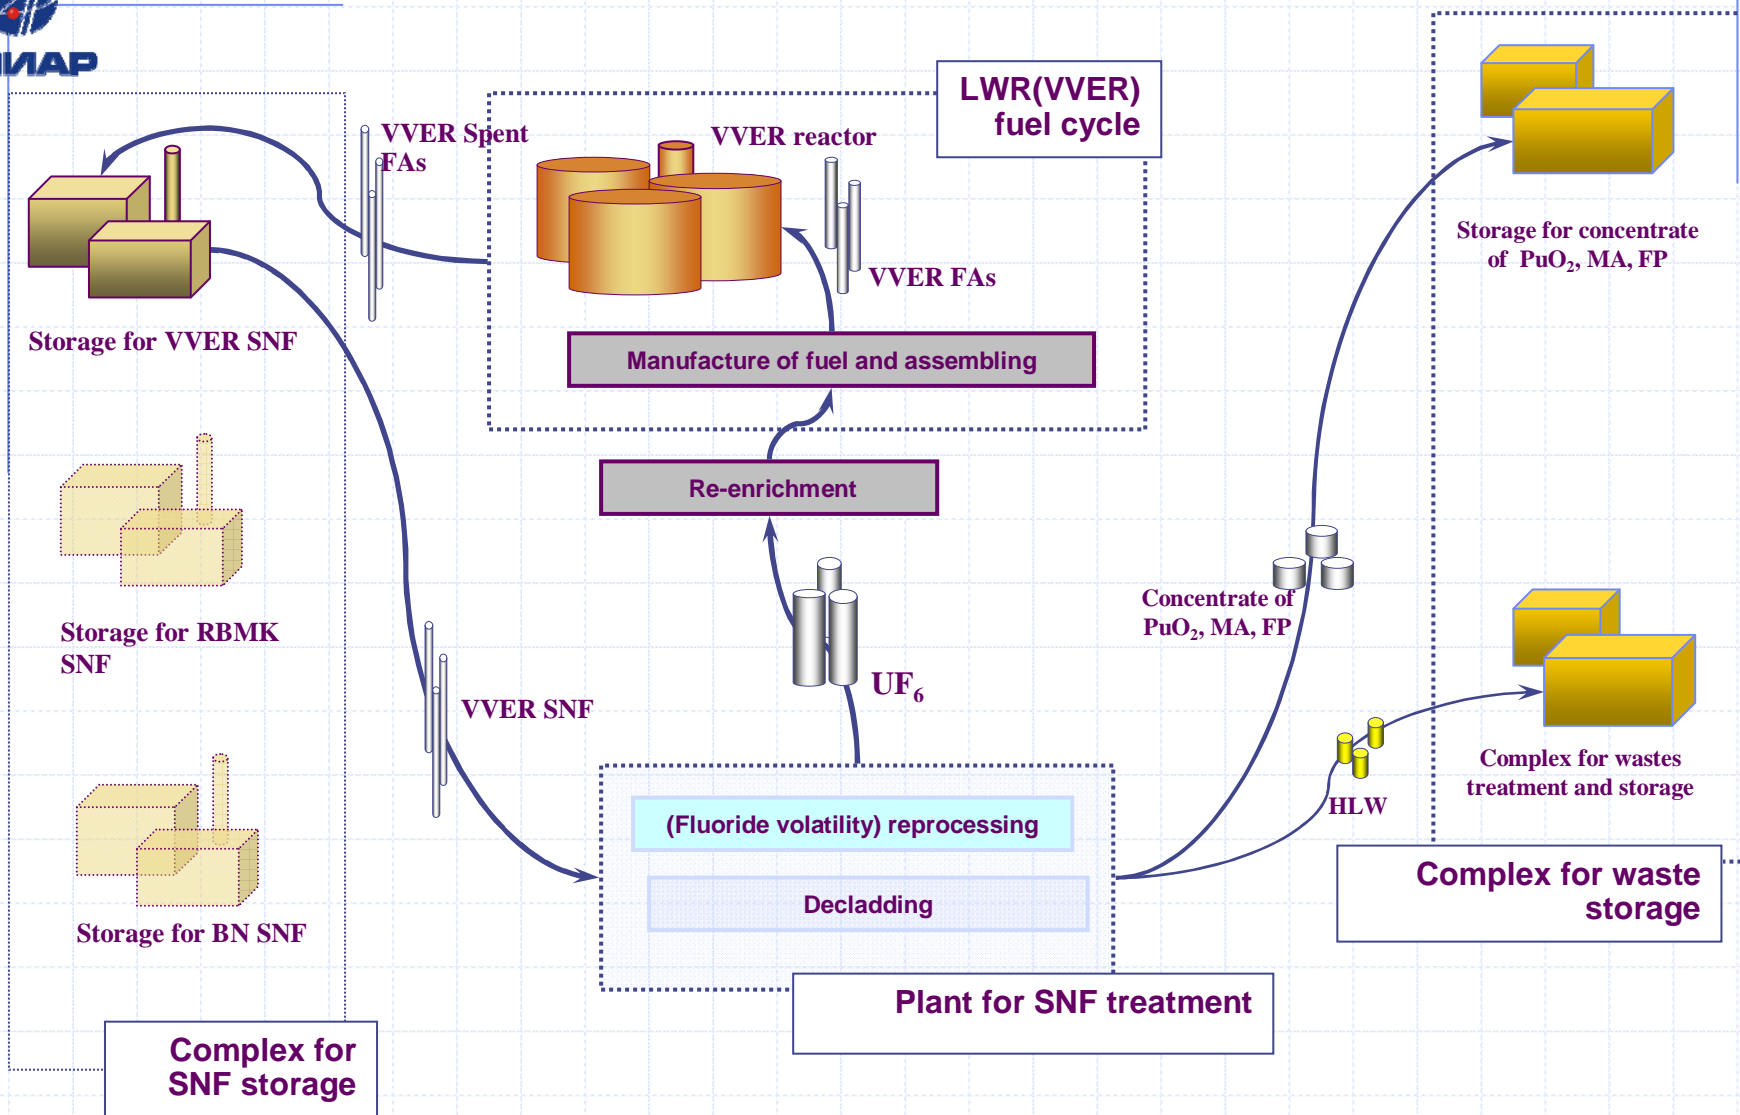 LWR(VVER)
fuel cycle
VVER Spent
FAs
VVER reactor
VVER FAs
Storage for VVER SNF
Manufacture of fuel and assembling
Storage for concentrate
of PuO₂, MA, FP
Re-enrichment
Storage for RBMK
SNF
Concentrate of
PuO₂, MA, FP
UF₆
VVER SNF
Complex for wastes
treatment and storage
HLW
(Fluoride volatility) reprocessing
Decladding
Storage for BN SNF
Complex for waste
storage
Plant for SNF treatment
Complex for
SNF storage